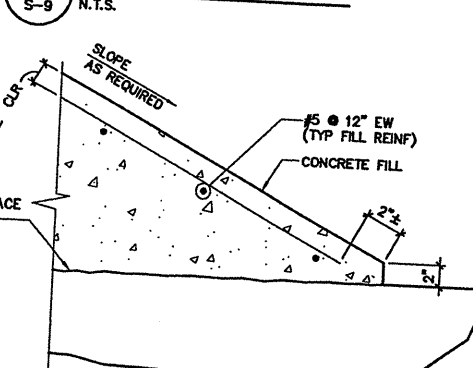 S-9
N.T.S.
SLOPE
AS REQUIRED
CLR
#5 @ 12" EW
(TYP FILL REINF)
CONCRETE FILL
2"±
ACE
2"